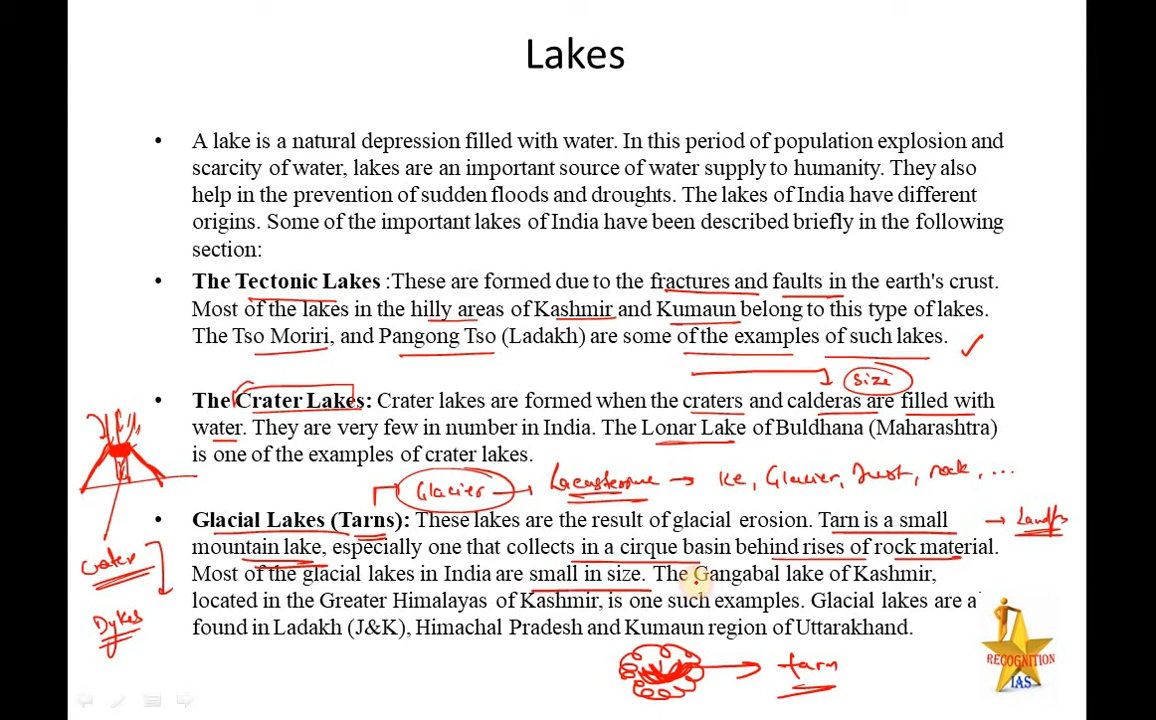 Lakes
• A lake is a natural depression filled with water. In this period of population explosion and
scarcity of water, lakes are an important source of water supply to humanity. They also
help in the prevention of sudden floods and droughts. The lakes of India have different
origins. Some of the important lakes of India have been described briefly in the following
section:
• The Tectonic Lakes :These are formed due to the fractures and faults in the earth's crust.
Most of the lakes in the hilly areas of Kashmir and Kumaun belong to this type of lakes.
The Tso Moriri, and Pangong Tso (Ladakh) are some of the examples of such lakes.
Size
• The Crater Lakes: Crater lakes are formed when the craters and calderas are filled with
water. They are very few in number in India. The Lonar Lake of Buldhana (Maharashtra)
is one of the examples of crater lakes.
Glacier Ice, Glacier, Dust, rock, ...
• Glacial Lakes (Tarns): These lakes are the result of glacial erosion. Tarn is a small
mountain lake, especially one that collects in a cirque basin behind rises of rock material.
Most of the glacial lakes in India are small in size. The Gangabal lake of Kashmir,
located in the Greater Himalayas of Kashmir, is one such examples. Glacial lakes are a
found in Ladakh (J&K), Himachal Pradesh and Kumaun region of Uttarakhand.
Crater
Dykes
tarn
RECOGNITION
IAS